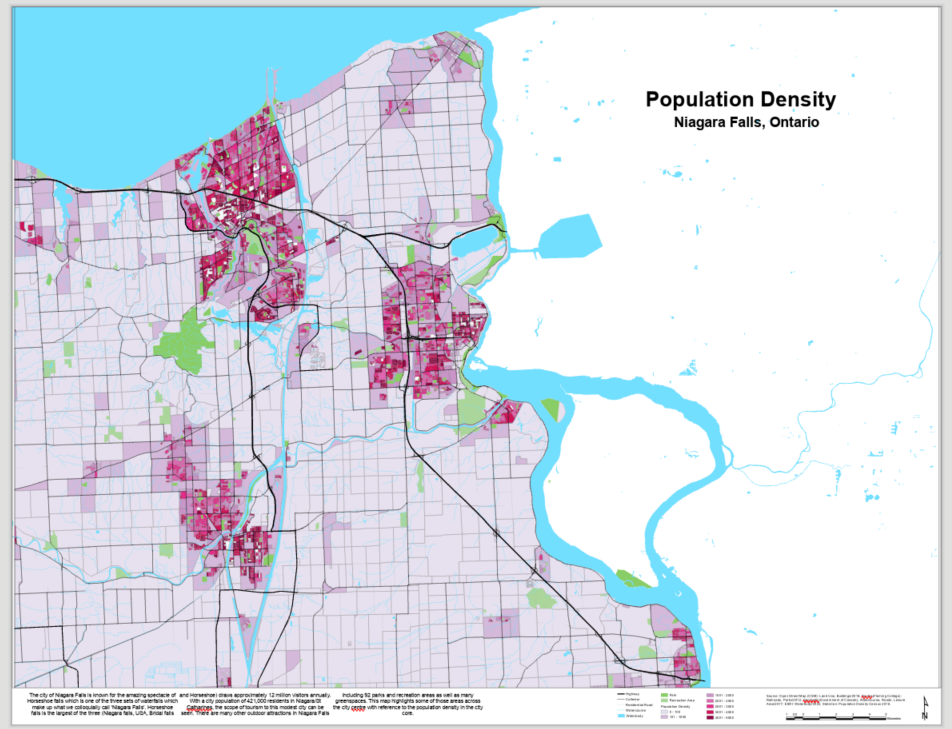 Population Density
Niagara Falls, Ontario
The city of Niagara Falls is known for the amazing spectacle of
Horseshoe falls which is one of the three sets of waterfalls which
make up what we colloquially call 'Niagara Falls'. Horseshoe
falls is the largest of the three (Niagara falls, USA, Bridal falls
and Horseshoe) draws approximately 12 million visitors annually.
With a city population of 421,000 residents in Niagara/St
Catharines, the scope of tourism to this modest city can be
seen. There are many other outdoor attractions in Niagara Falls
Including 92 parks and recreation areas as well as many
greenspaces. This map highlights some of those areas across
the city centre with reference to the population density in the city
core.
Highway
Residential Road
Watercourse
Waterbody
Park
Recreation Area
Population Density